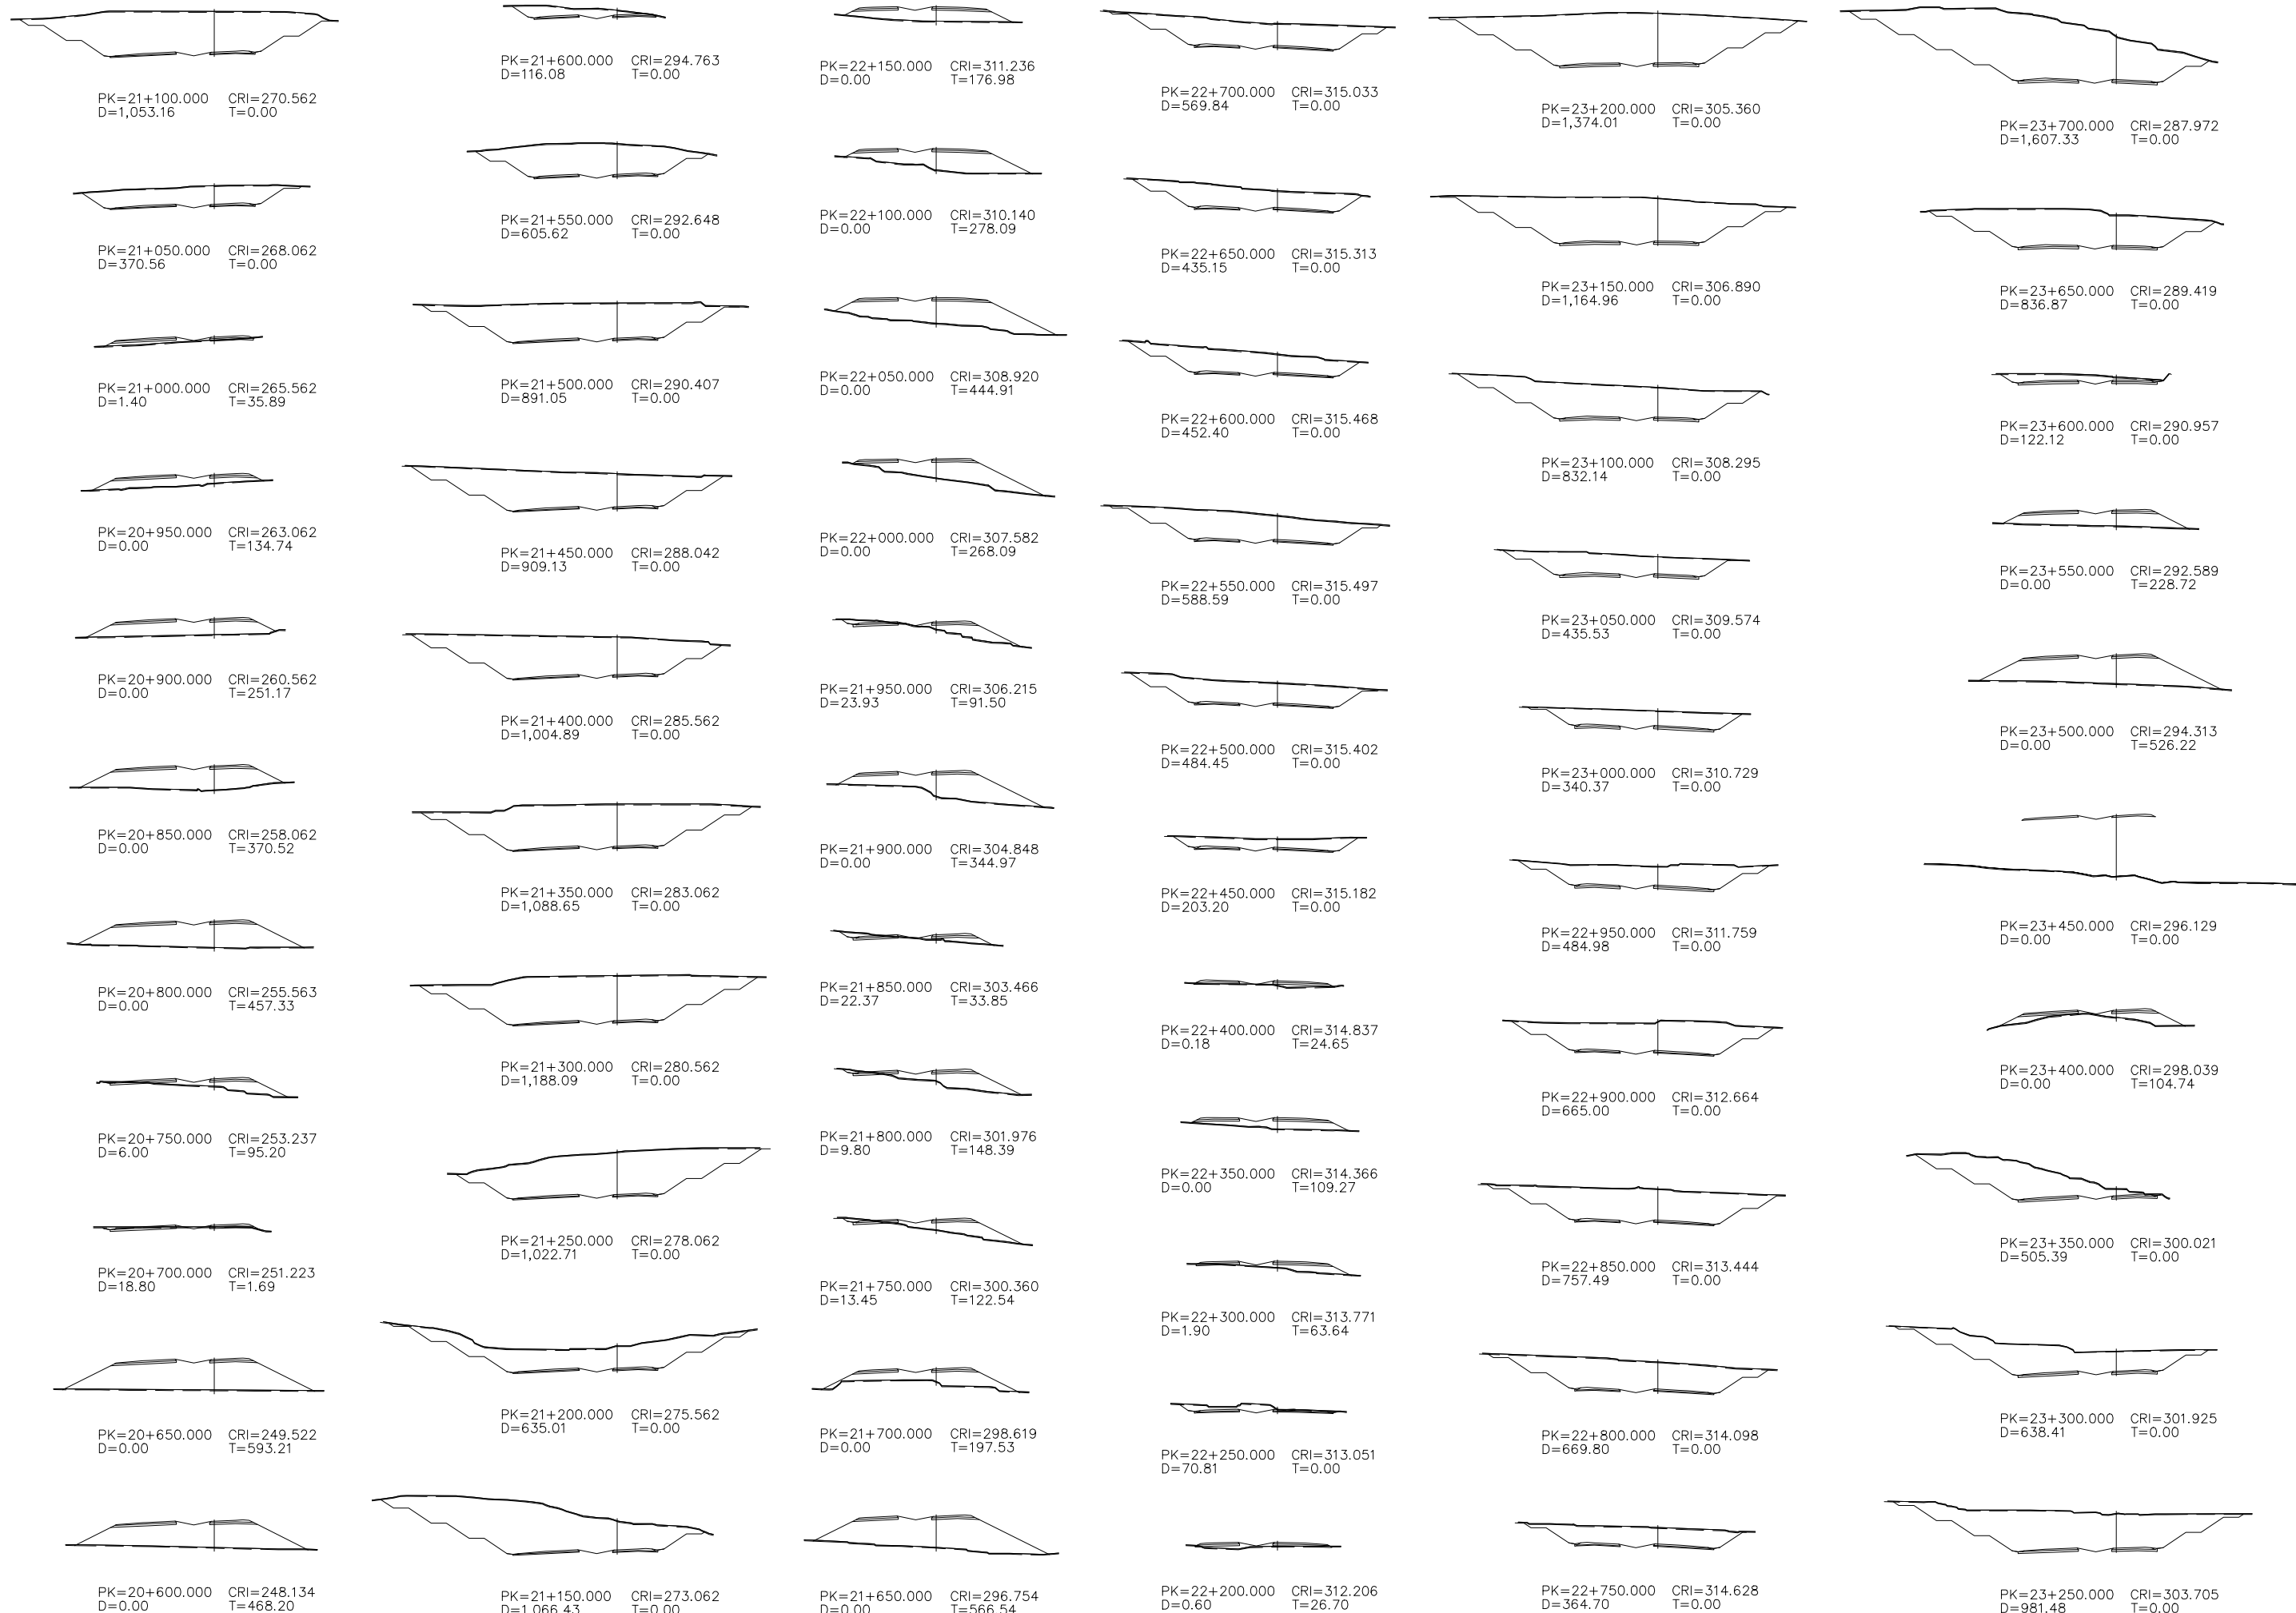 PK=21+100.000 CRI=270.562
D=1,053.16 T=0.00
PK=21+050.000 CRI=268.062
D=370.56 T=0.00
PK=21+000.000 CRI=265.562
D=1.40 T=35.89
PK=20+950.000 CRI=263.062
D=0.00 T=134.74
PK=20+900.000 CRI=260.562
D=0.00 T=251.17
PK=20+850.000 CRI=258.062
D=0.00 T=370.52
PK=20+800.000 CRI=255.563
D=0.00 T=457.33
PK=20+750.000 CRI=253.237
D=6.00 T=95.20
PK=20+700.000 CRI=251.223
D=18.80 T=1.69
PK=20+650.000 CRI=249.522
D=0.00 T=593.21
PK=20+600.000 CRI=248.134
D=0.00 T=468.20
PK=21+600.000 CRI=294.763
D=116.08 T=0.00
PK=21+550.000 CRI=292.648
D=605.62 T=0.00
PK=21+500.000 CRI=290.407
D=891.05 T=0.00
PK=21+450.000 CRI=288.042
D=909.13 T=0.00
PK=21+400.000 CRI=285.562
D=1,004.89 T=0.00
PK=21+350.000 CRI=283.062
D=1,088.65 T=0.00
PK=21+300.000 CRI=280.562
D=1,188.09 T=0.00
PK=21+250.000 CRI=278.062
D=1,022.71 T=0.00
PK=21+200.000 CRI=275.562
D=635.01 T=0.00
PK=21+150.000 CRI=273.062
D=1,066.43 T=0.00
PK=22+150.000 CRI=311.236
D=0.00 T=176.98
PK=22+100.000 CRI=310.140
D=0.00 T=278.09
PK=22+050.000 CRI=308.920
D=0.00 T=444.91
PK=22+000.000 CRI=307.582
D=0.00 T=268.09
PK=21+950.000 CRI=306.215
D=23.93 T=91.50
PK=21+900.000 CRI=304.848
D=0.00 T=344.97
PK=21+850.000 CRI=303.466
D=22.37 T=33.85
PK=21+800.000 CRI=301.976
D=9.80 T=148.39
PK=21+750.000 CRI=300.360
D=13.45 T=122.54
PK=21+700.000 CRI=298.619
D=0.00 T=197.53
PK=21+650.000 CRI=296.754
D=0.00 T=566.54
PK=22+700.000 CRI=315.033
D=569.84 T=0.00
PK=22+650.000 CRI=315.313
D=435.15 T=0.00
PK=22+600.000 CRI=315.468
D=452.40 T=0.00
PK=22+550.000 CRI=315.497
D=588.59 T=0.00
PK=22+500.000 CRI=315.402
D=484.45 T=0.00
PK=22+450.000 CRI=315.182
D=203.20 T=0.00
PK=22+400.000 CRI=314.837
D=0.18 T=24.65
PK=22+350.000 CRI=314.366
D=0.00 T=109.27
PK=22+300.000 CRI=313.771
D=1.90 T=63.64
PK=22+250.000 CRI=313.051
D=70.81 T=0.00
PK=22+200.000 CRI=312.206
D=0.60 T=26.70
PK=23+200.000 CRI=305.360
D=1,374.01 T=0.00
PK=23+150.000 CRI=306.890
D=1,164.96 T=0.00
PK=23+100.000 CRI=308.295
D=832.14 T=0.00
PK=23+050.000 CRI=309.574
D=435.53 T=0.00
PK=23+000.000 CRI=310.729
D=340.37 T=0.00
PK=22+950.000 CRI=311.759
D=484.98 T=0.00
PK=22+900.000 CRI=312.664
D=665.00 T=0.00
PK=22+850.000 CRI=313.444
D=757.49 T=0.00
PK=22+800.000 CRI=314.098
D=669.80 T=0.00
PK=22+750.000 CRI=314.628
D=364.70 T=0.00
PK=23+700.000 CRI=287.972
D=1,607.33 T=0.00
PK=23+650.000 CRI=289.419
D=836.87 T=0.00
PK=23+600.000 CRI=290.957
D=122.12 T=0.00
PK=23+550.000 CRI=292.589
D=0.00 T=228.72
PK=23+500.000 CRI=294.313
D=0.00 T=526.22
PK=23+450.000 CRI=296.129
D=0.00 T=0.00
PK=23+400.000 CRI=298.039
D=0.00 T=104.74
PK=23+350.000 CRI=300.021
D=505.39 T=0.00
PK=23+300.000 CRI=301.925
D=638.41 T=0.00
PK=23+250.000 CRI=303.705
D=981.48 T=0.00